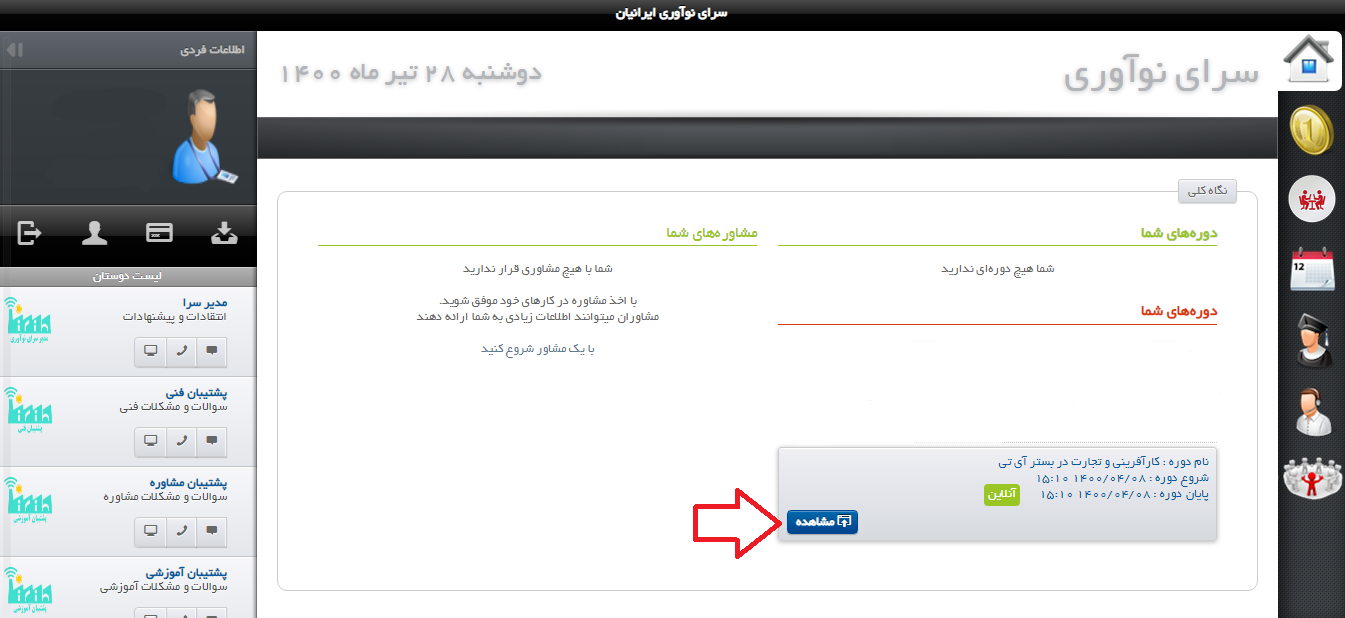 سرای نوآوری ایرانیان
سرای نوآوری
دوشنبه ۲۸ تیر ماه ۱۴۰۰
نگاه کلی
دوره‌های شما
شما هیچ دوره‌ای ندارید
دوره‌های شما
نام دوره : کارآفرینی و تجارت در بستر آی تی
شروع دوره : ۱۴۰۰/۰۴/۰۸ ۱۵:۱۰
پایان دوره : ۱۴۰۰/۰۴/۰۸ ۱۵:۱۰
آنلاین
مشاهده
مشاوره‌های شما
شما با هیچ مشاوری قرار ندارید
با اخذ مشاوره در کارهای خود موفق شوید.
مشاوران میتوانند اطلاعات زیادی به شما ارائه دهند
با یک مشاور شروع کنید
اطلاعات فردی
لیست دوستان
مدیر سرا
انتقادات و پیشنهادات
مدیر سرای نوآوری
پشتیبان فنی
سوالات و مشکلات فنی
پشتیبان فنی
پشتیبان مشاوره
سوالات و مشکلات مشاوره
پشتیبان آموزشی
پشتیبان آموزشی
سوالات و مشکلات آموزشی
پشتیبان آموزشی
12
1